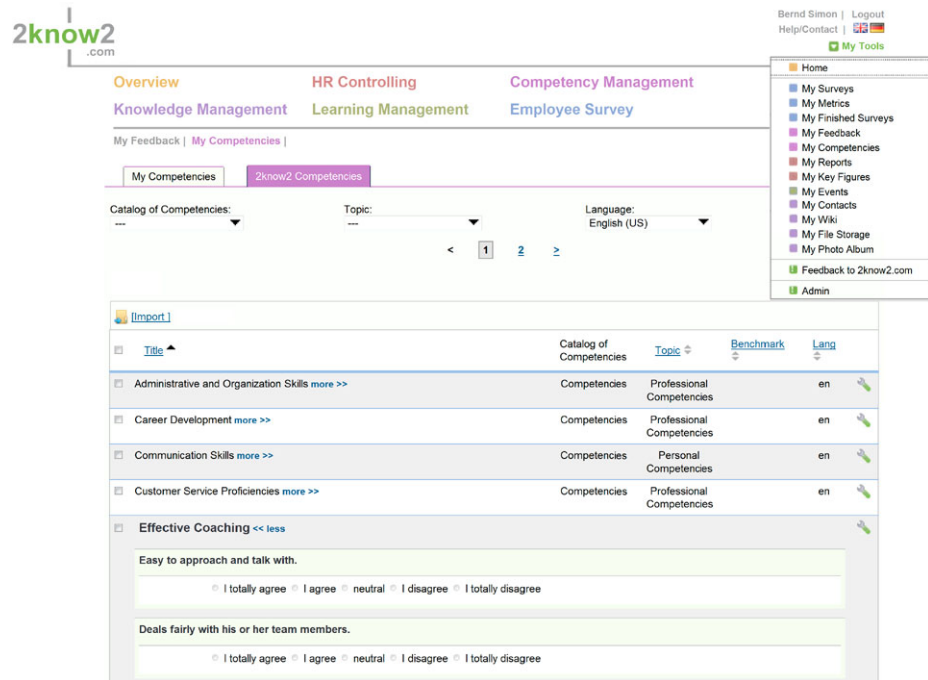 2know2
.com
Bernd Simon | Logout
Help/Contact |
My Tools
Home
My Surveys
My Metrics
My Finished Surveys
My Feedback
My Competencies
My Reports
My Key Figures
My Events
My Contacts
My Wiki
My File Storage
My Photo Album
Feedback to 2know2.com
Admin
Overview HR Controlling Competency Management
Knowledge Management Learning Management Employee Survey
My Feedback | My Competencies |
My Competencies 2know2 Competencies
Catalog of Competencies: Topic: Language:
--- --- English (US)
< 1 2 >
[Import ]
Title Catalog of Competencies Topic Benchmark Lang
Administrative and Organization Skills more >> Competencies Professional Competencies en
Career Development more >> Competencies Professional Competencies en
Communication Skills more >> Competencies Personal Competencies en
Customer Service Proficiencies more >> Competencies Professional Competencies en
Effective Coaching << less
Easy to approach and talk with.
I totally agree I agree neutral I disagree I totally disagree
Deals fairly with his or her team members.
I totally agree I agree neutral I disagree I totally disagree